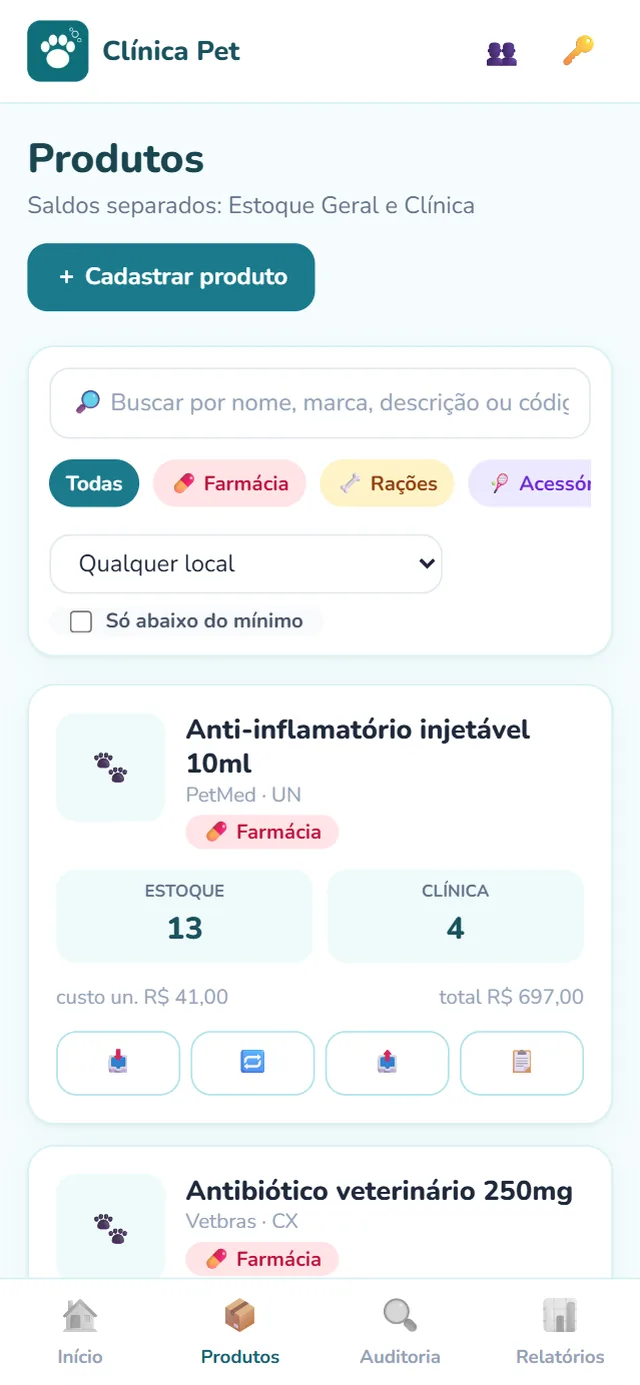 Clínica Pet
Produtos
Saldos separados: Estoque Geral e Clínica
+ Cadastrar produto
Buscar por nome, marca, descrição ou códig
Todas
Farmácia
Rações
Acessór
Qualquer local
Só abaixo do mínimo
Anti-inflamatório injetável
10ml
PetMed · UN
Farmácia
ESTOQUE
CLÍNICA
13
4
custo un. R$ 41,00
total R$ 697,00
Antibiótico veterinário 250mg
Vetbras · CX
Farmácia
Início
Produtos
Auditoria
Relatórios